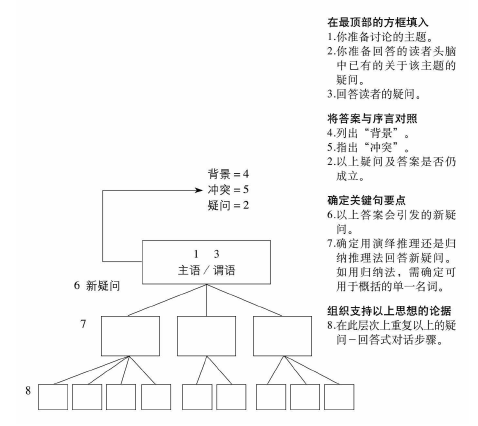 在最顶部的方框填入
1.你准备讨论的主题。
2.你准备回答的读者头脑
中已有的关于该主题的
疑问。
3.回答读者的疑问。
将答案与序言对照
4.列出“背景”。
5.指出“冲突”。
2.以上疑问及答案是否仍
成立。
确定关键句要点
6.以上答案会引发的新疑
问。
7.确定用演绎推理还是归
纳推理法回答新疑问。
如用归纳法，需确定可
用于概括的单一名词。
组织支持以上思想的论据
8.在此层次上重复以上的疑
问－回答式对话步骤。
背景＝4
冲突＝5
疑问＝2
1 3
主语/谓语
6 新疑问
7
8